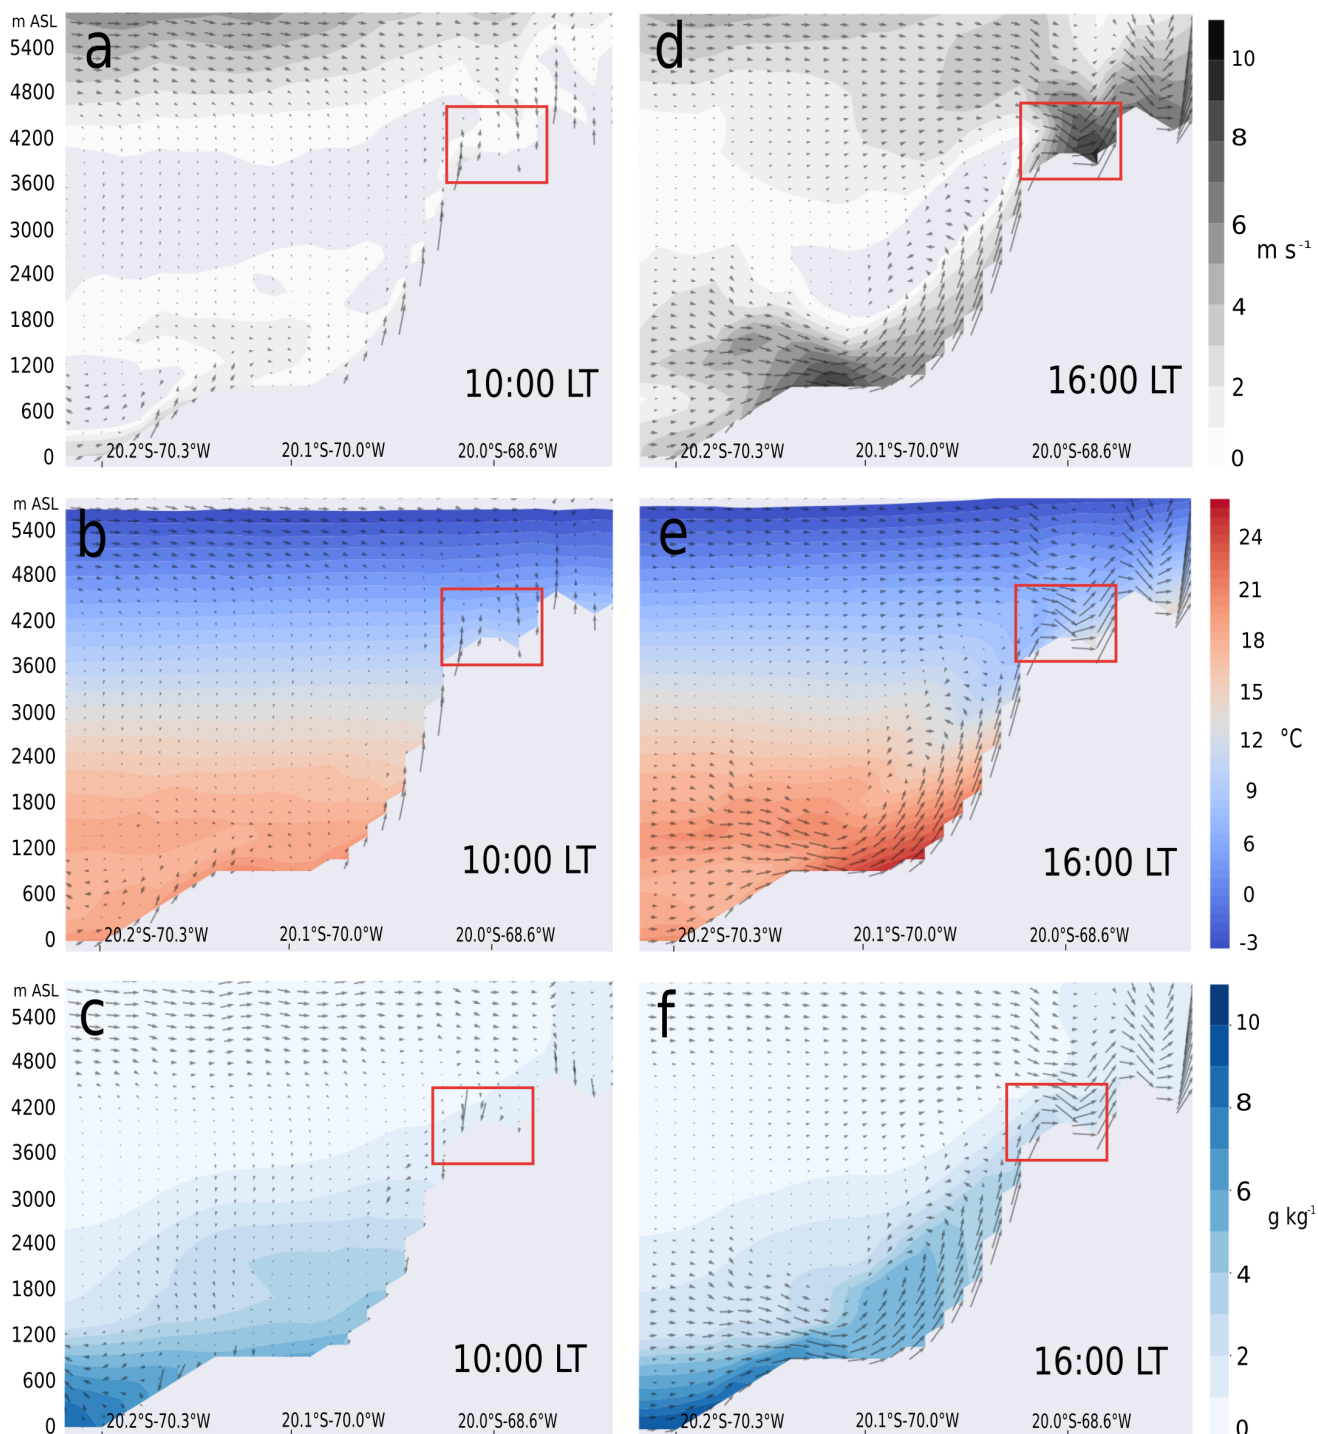 m ASL
5400
4800
4200
3600
3000
2400
1800
1200
600
0
a
10:00 LT
20.2°S-70.3°W 20.1°S-70.0°W 20.0°S-68.6°W
d
16:00 LT
20.2°S-70.3°W 20.1°S-70.0°W 20.0°S-68.6°W
10
8
6
4
2
0
m s⁻¹
m ASL
5400
4800
4200
3600
3000
2400
1800
1200
600
0
b
10:00 LT
20.2°S-70.3°W 20.1°S-70.0°W 20.0°S-68.6°W
e
16:00 LT
20.2°S-70.3°W 20.1°S-70.0°W 20.0°S-68.6°W
24
21
18
15
12
9
6
0
-3
°C
m ASL
5400
4800
4200
3600
3000
2400
1800
1200
600
0
c
10:00 LT
20.2°S-70.3°W 20.1°S-70.0°W 20.0°S-68.6°W
f
16:00 LT
20.2°S-70.3°W 20.1°S-70.0°W 20.0°S-68.6°W
10
8
6
4
2
0
g kg⁻¹